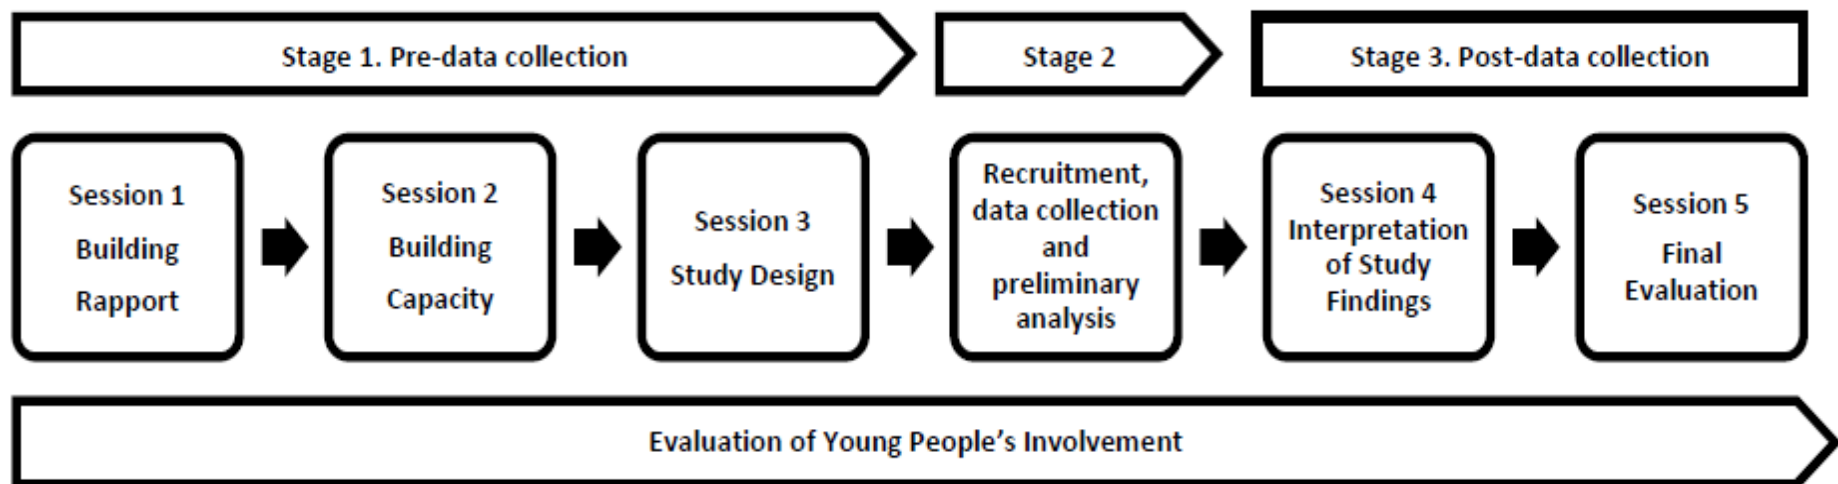 Stage 1. Pre-data collection
Stage 2
Stage 3. Post-data collection
Session 1
Building
Rapport
Session 2
Building
Capacity
Session 3
Study Design
Recruitment,
data collection
and
preliminary
analysis
Session 4
Interpretation
of Study
Findings
Session 5
Final
Evaluation
Evaluation of Young People’s Involvement